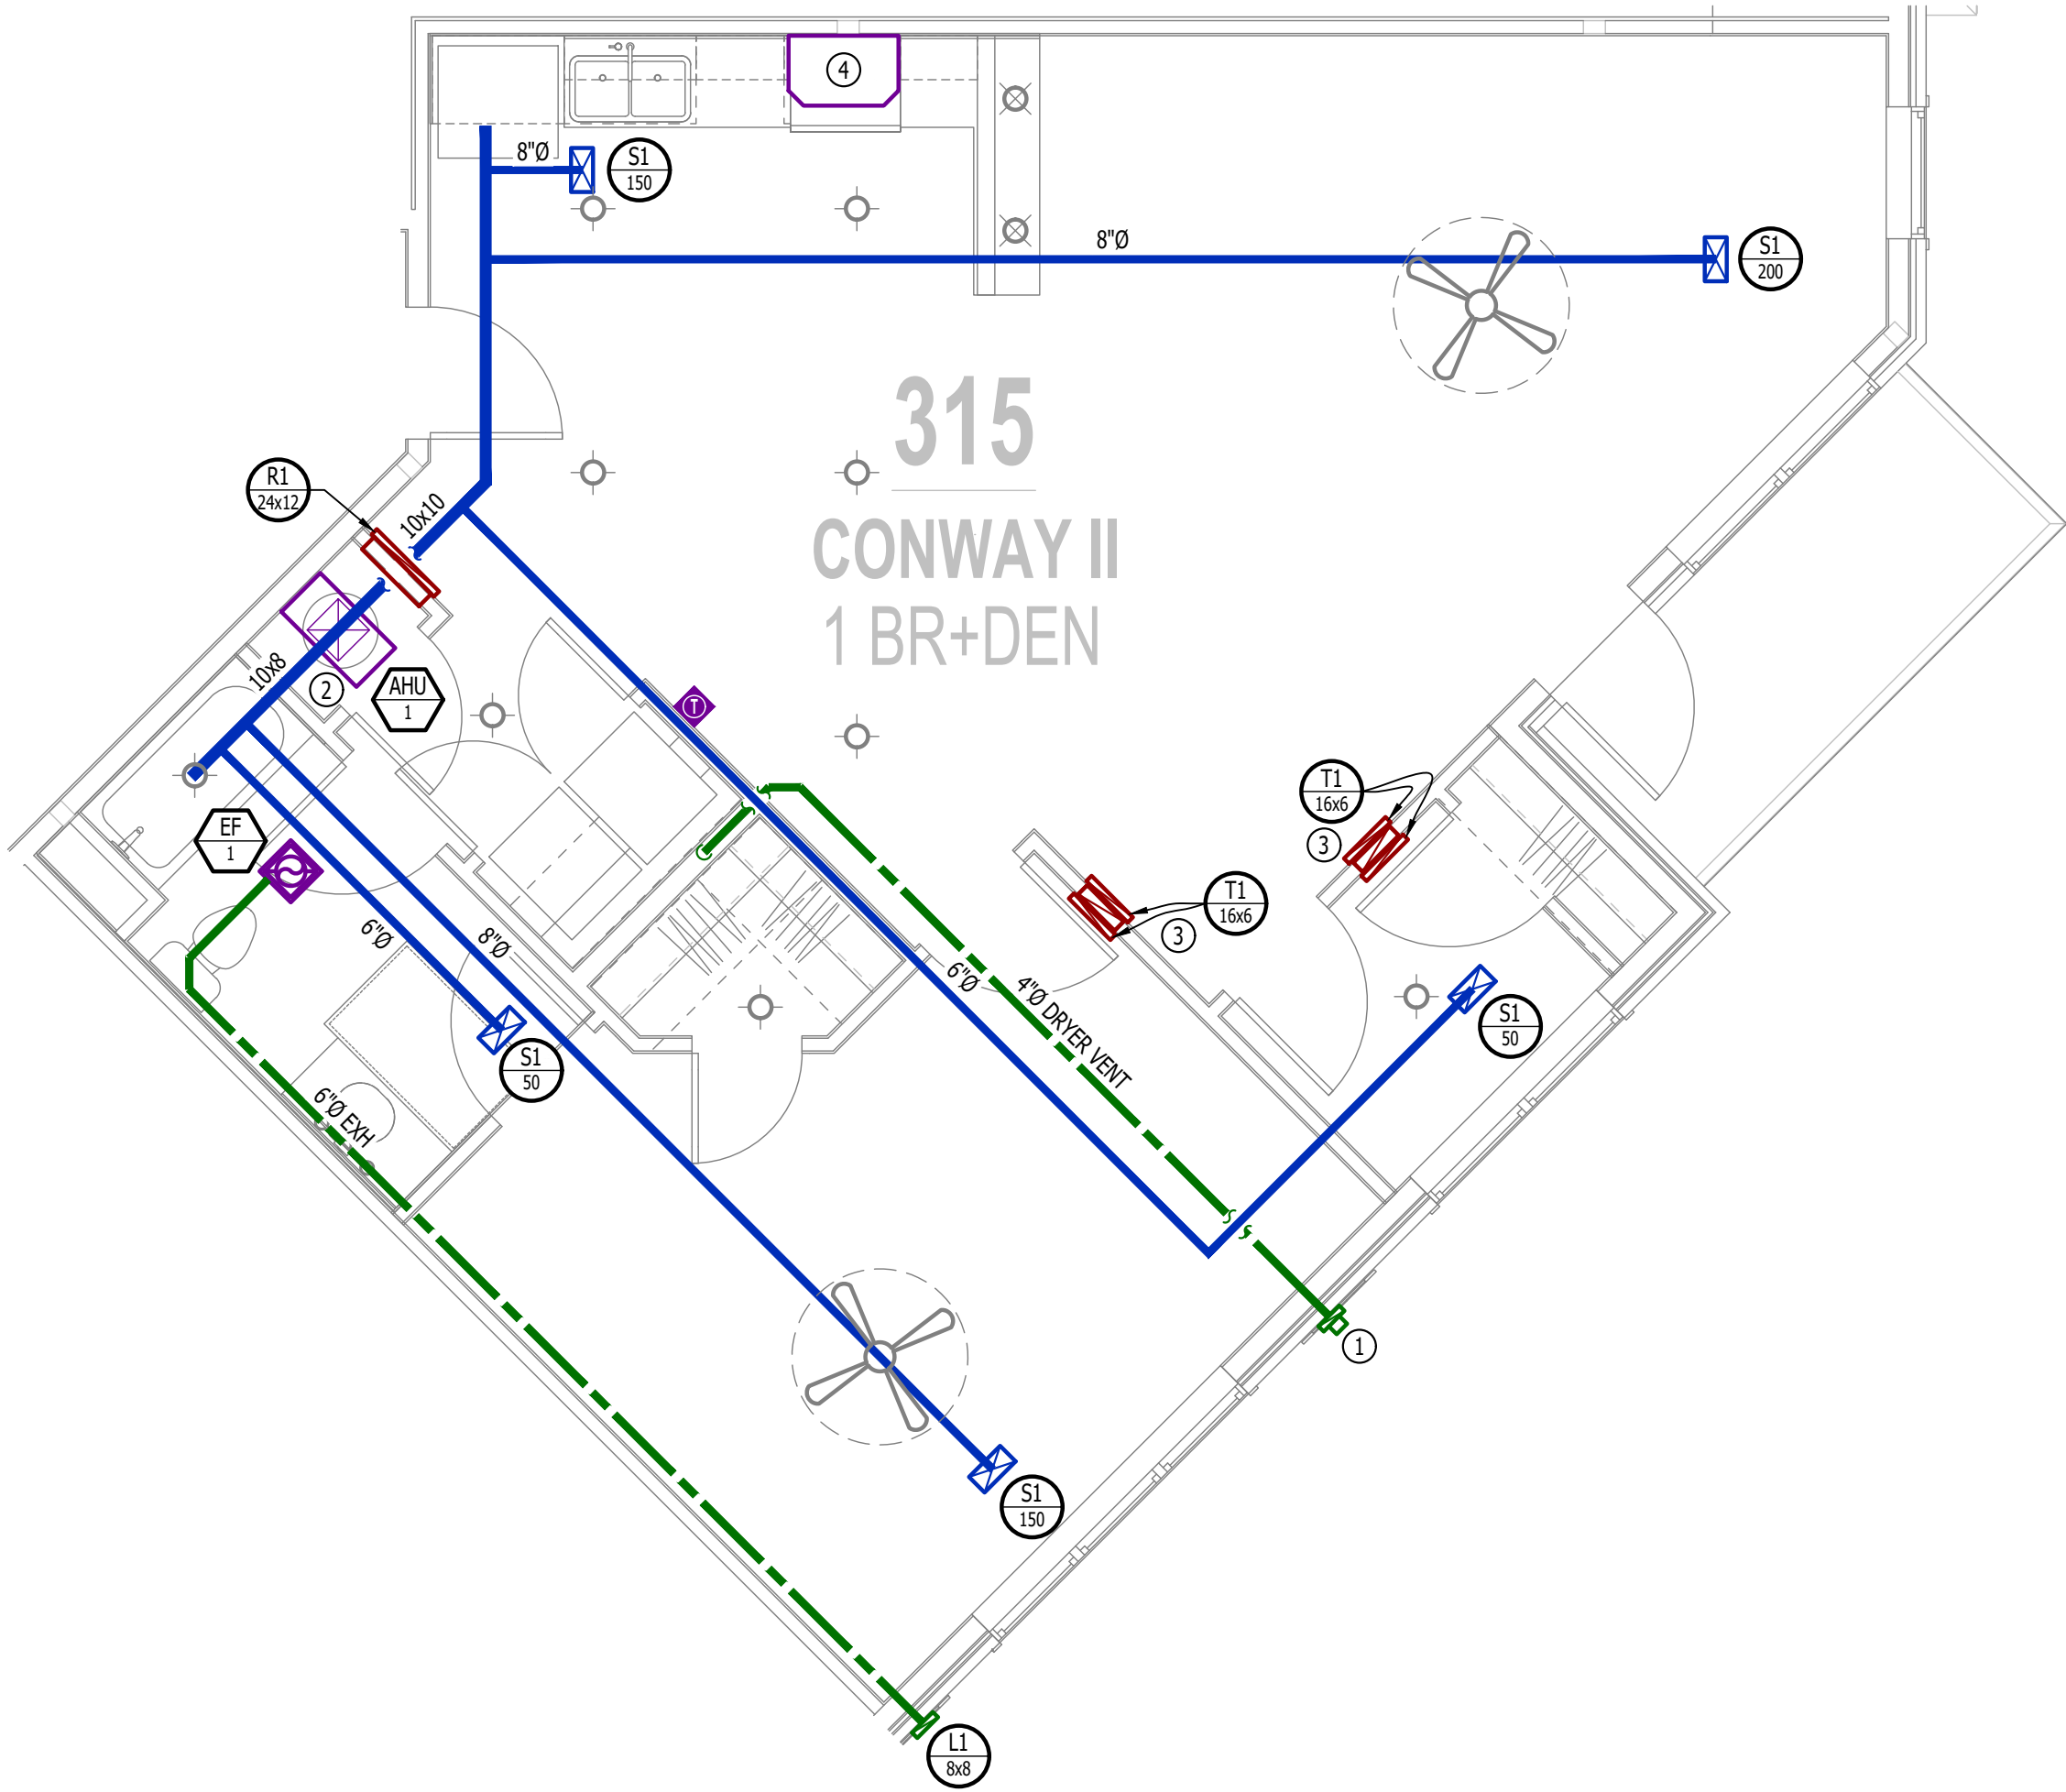 4
8"Ø
S1
150
8"Ø
S1
200
315
CONWAY II
1 BR+DEN
R1
24x12
10x10
10x8
2
AHU
1
T
EF
1
T1
16x6
3
T1
16x6
3
6"Ø
8"Ø
6"Ø
4"Ø DRYER VENT
S1
50
S1
50
6"Ø EXH
1
S1
150
L1
8x8